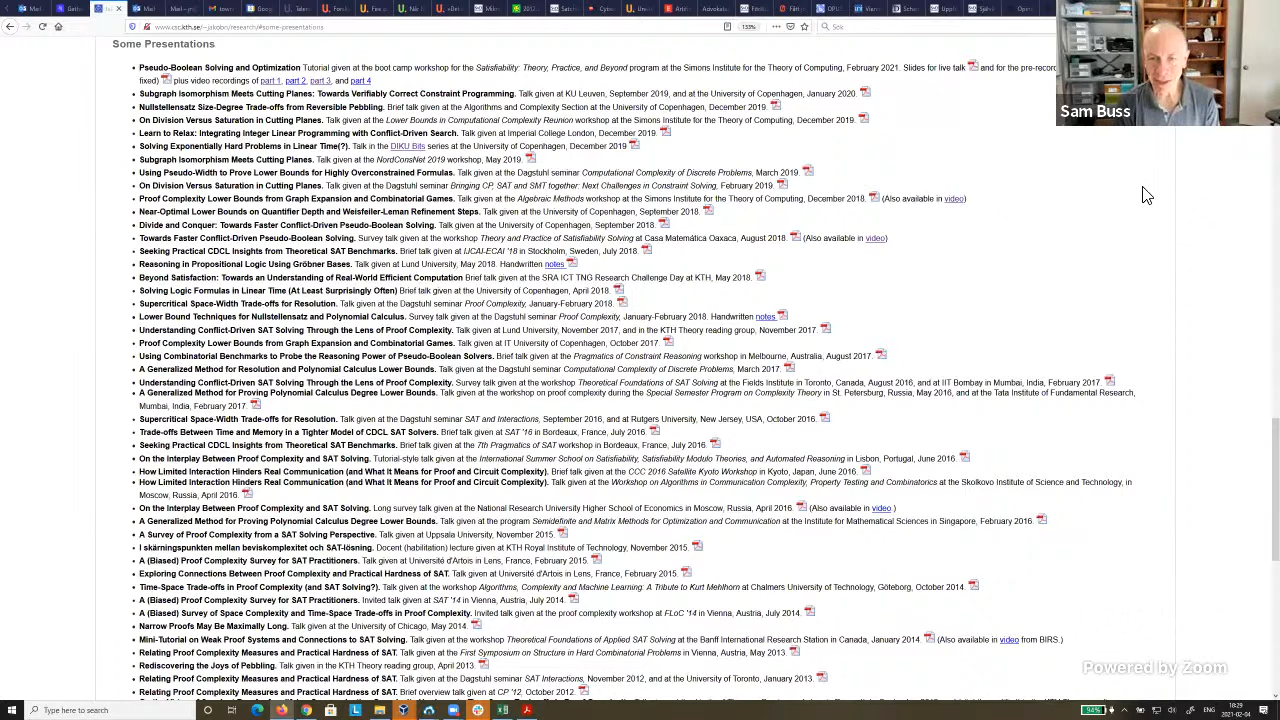 www.csc.kth.se/~jakobn/research/#some-presentations
133%
Sök
Some Presentations
Pseudo-Boolean Solving and Optimization Tutorial given at the boot camp workshop for the Satisfiability: Theory, Practice, and Beyond program at the Simons Institute for the Theory of Computing, February 2021. Slides for live talk and for the pre-recor
fixed) plus video recordings of part 1, part 2, part 3, and part 4
Subgraph Isomorphism Meets Cutting Planes: Towards Verifiably Correct Constraint Programming. Talk given at KU Leuven, September 2019, and at the University of Copenhagen, January 2020.
Nullstellensatz Size-Degree Trade-offs from Reversible Pebbling. Brief talk given at the Algorithms and Complexity Section at the University of Copenhagen, December 2019.
On Division Versus Saturation in Cutting Planes. Talk given at the Lower Bounds in Computational Complexity Reunion workshop at the Simons Institute for the Theory of Computing, December 2019.
Learn to Relax: Integrating Integer Linear Programming with Conflict-Driven Search. Talk given at Imperial College London, December 2019.
Solving Exponentially Hard Problems in Linear Time(?). Talk in the DIKU Bits series at the University of Copenhagen, December 2019
Subgraph Isomorphism Meets Cutting Planes. Talk given at the NordConsNet 2019 workshop, May 2019.
Using Pseudo-Width to Prove Lower Bounds for Highly Overconstrained Formulas. Talk given at the Dagstuhl seminar Computational Complexity of Discrete Problems, March 2019.
On Division Versus Saturation in Cutting Planes. Talk given at the Dagstuhl seminar Bringing CP, SAT and SMT together: Next Challenges in Constraint Solving, February 2019.
Proof Complexity Lower Bounds from Graph Expansion and Combinatorial Games. Talk given at the Algebraic Methods workshop at the Simons Institute for the Theory of Computing, December 2018. (Also available in video)
Near-Optimal Lower Bounds on Quantifier Depth and Weisfeiler-Leman Refinement Steps. Talk given at the University of Copenhagen, September 2018.
Divide and Conquer: Towards Faster Conflict-Driven Pseudo-Boolean Solving. Talk given at the University of Copenhagen, September 2018.
Towards Faster Conflict-Driven Pseudo-Boolean Solving. Survey talk given at the workshop Theory and Practice of Satisfiability Solving at Casa Matemática Oaxaca, August 2018. (Also available in video)
Seeking Practical CDCL Insights from Theoretical SAT Benchmarks. Brief talk given at IJCAI-ECAI '18 in Stockholm, Sweden, July 2018.
Reasoning in Propositional Logic Using Gröbner Bases. Talk given at Lund University, May 2018. Handwritten notes
Beyond Satisfaction: Towards an Understanding of Real-World Efficient Computation Brief talk given at the SRA ICT TNG Research Challenge Day at KTH, May 2018.
Solving Logic Formulas in Linear Time (At Least Surprisingly Often) Brief talk given at the University of Copenhagen, April 2018.
Supercritical Space-Width Trade-offs for Resolution. Talk given at the Dagstuhl seminar Proof Complexity, January-February 2018.
Lower Bound Techniques for Nullstellensatz and Polynomial Calculus. Survey talk given at the Dagstuhl seminar Proof Complexity, January-February 2018. Handwritten notes
Understanding Conflict-Driven SAT Solving Through the Lens of Proof Complexity. Talk given at Lund University, November 2017, and in the KTH Theory reading group, November 2017.
Proof Complexity Lower Bounds from Graph Expansion and Combinatorial Games. Talk given at IT University of Copenhagen, October 2017.
Using Combinatorial Benchmarks to Probe the Reasoning Power of Pseudo-Boolean Solvers. Brief talk given at the Pragmatics of Constraint Reasoning workshop in Melbourne, Australia, August 2017.
A Generalized Method for Resolution and Polynomial Calculus Lower Bounds. Talk given at the Dagstuhl seminar Computational Complexity of Discrete Problems, March 2017.
Understanding Conflict-Driven SAT Solving Through the Lens of Proof Complexity. Survey talk given at the workshop Theoretical Foundations of SAT Solving at the Fields Institute in Toronto, Canada, August 2016, and at IIT Bombay in Mumbai, India, February 2017.
A Generalized Method for Proving Polynomial Calculus Degree Lower Bounds. Talk given at the workshop on proof complexity during the Special Semester Program on Complexity Theory in St. Petersburg, Russia, May 2016, and at the Tata Institute of Fundamental Research,
Mumbai, India, February 2017.
Supercritical Space-Width Trade-offs for Resolution. Talk given at the Dagstuhl seminar SAT and Interactions, September 2016, and at Rutgers University, New Jersey, USA, October 2016.
Trade-offs Between Time and Memory in a Tighter Model of CDCL SAT Solvers. Brief talk given at SAT '16 in Bordeaux, France, July 2016.
Seeking Practical CDCL Insights from Theoretical SAT Benchmarks. Brief talk given at the 7th Pragmatics of SAT workshop in Bordeaux, France, July 2016.
On the Interplay Between Proof Complexity and SAT Solving. Tutorial-style talk given at the International Summer School on Satisfiability, Satisfiability Modulo Theories, and Automated Reasoning in Lisbon, Portugal, June 2016.
How Limited Interaction Hinders Real Communication (and What It Means for Proof and Circuit Complexity). Brief talk given at the CCC 2016 Satellite Kyoto Workshop in Kyoto, Japan, June 2016.
How Limited Interaction Hinders Real Communication (and What It Means for Proof and Circuit Complexity). Talk given at the Workshop on Algorithms in Communication Complexity, Property Testing and Combinatorics at the Skolkovo Institute of Science and Technology, in
Moscow, Russia, April 2016.
On the Interplay Between Proof Complexity and SAT Solving. Long survey talk given at the National Research University Higher School of Economics in Moscow, Russia, April 2016. (Also available in video.)
A Generalized Method for Proving Polynomial Calculus Degree Lower Bounds. Talk given at the program Semidefinite and Matrix Methods for Optimization and Communication at the Institute for Mathematical Sciences in Singapore, February 2016.
A Survey of Proof Complexity from a SAT Solving Perspective. Talk given at Uppsala University, November 2015.
I skärningspunkten mellan beviskomplexitet och SAT-lösning. Docent (habilitation) lecture given at KTH Royal Institute of Technology, November 2015.
A (Biased) Proof Complexity Survey for SAT Practitioners. Talk given at Université d'Artois in Lens, France, February 2015.
Exploring Connections Between Proof Complexity and Practical Hardness of SAT. Talk given at Université d'Artois in Lens, France, February 2015.
Time-Space Trade-offs in Proof Complexity (and SAT Solving?). Talk given at the workshop Algorithms, Complexity and Machine Learning: A Tribute to Kurt Mehlhorn at Chalmers University of Technology, Göteborg, October 2014.
A (Biased) Proof Complexity Survey for SAT Practitioners. Invited talk given at SAT '14 in Vienna, Austria, July 2014.
A (Biased) Survey of Space Complexity and Time-Space Trade-offs in Proof Complexity. Invited talk given at the proof complexity workshop at FLoC '14 in Vienna, Austria, July 2014.
Narrow Proofs May Be Maximally Long. Talk given at the University of Chicago, May 2014.
Mini-Tutorial on Weak Proof Systems and Connections to SAT Solving. Talk given at the workshop Theoretical Foundations of Applied SAT Solving at the Banff International Research Station in Canada, January 2014. (Also available in video from BIRS.)
Relating Proof Complexity Measures and Practical Hardness of SAT. Talk given at the First Symposium on Structure in Hard Combinatorial Problems in Vienna, Austria, May 2013.
Rediscovering the Joys of Pebbling. Talk given in the KTH Theory reading group, April 2013.
Relating Proof Complexity Measures and Practical Hardness of SAT. Talk given at the Dagstuhl seminar SAT Interactions, November 2012, and at the University of Toronto, January 2013.
Relating Proof Complexity Measures and Practical Hardness of SAT. Brief overview talk given at CP '12, October 2012.
Sam Buss
Powered by Zoom
Type here to search
94%
18:29
2021-02-04